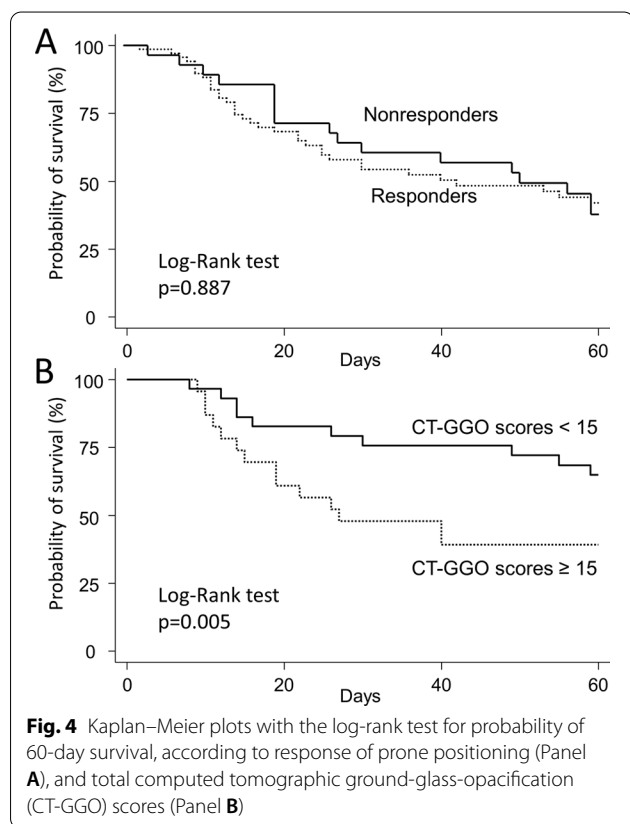 A
Probability of survival (%)
100
75
50
25
0
Nonresponders
Responders
Log-Rank test
p=0.887
0
20
40
60
Days
B
Probability of survival (%)
100
75
50
25
0
CT-GGO scores < 15
CT-GGO scores ≥ 15
Log-Rank test
p=0.005
0
20
40
60
Days
Fig. 4 Kaplan–Meier plots with the log-rank test for probability of
60-day survival, according to response of prone positioning (Panel
A), and total computed tomographic ground-glass-opacification
(CT-GGO) scores (Panel B)